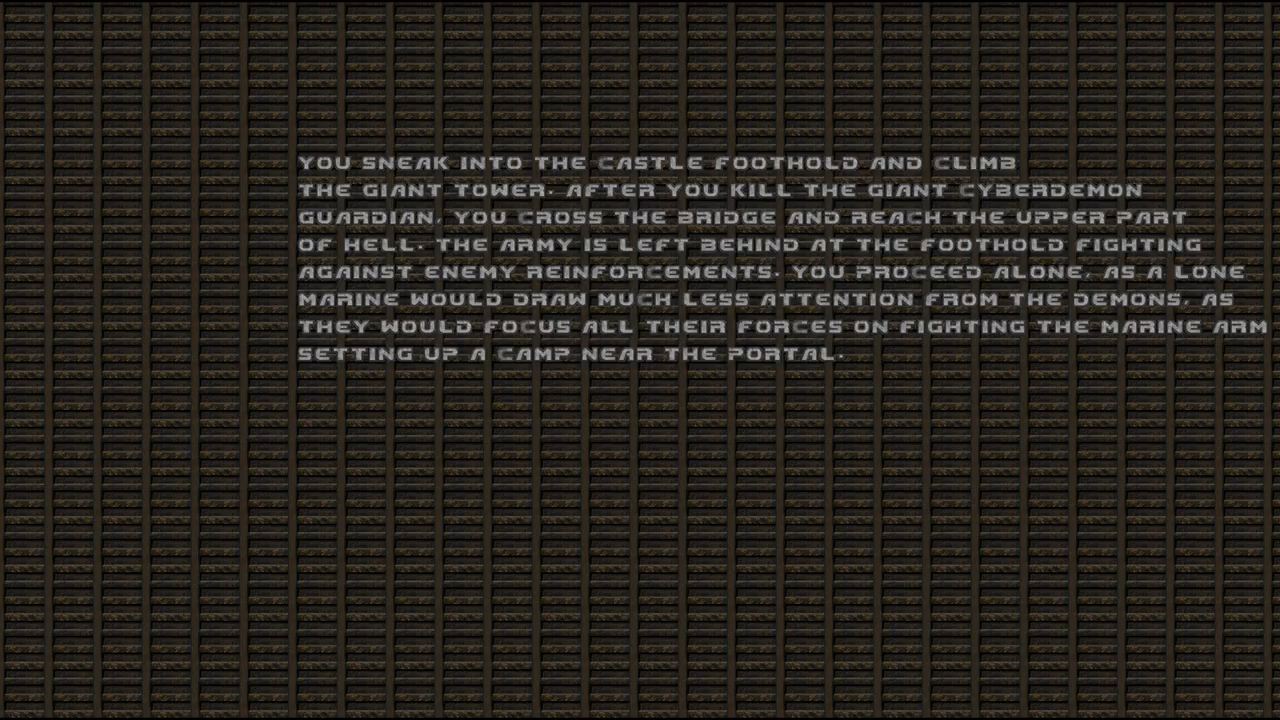 YOU SNEAK INTO THE CASTLE FOOTHOLD AND CLIMB
THE GIANT TOWER. AFTER YOU KILL THE GIANT CYBERDEMON
GUARDIAN, YOU CROSS THE BRIDGE AND REACH THE UPPER PART
OF HELL. THE ARMY IS LEFT BEHIND AT THE FOOTHOLD FIGHTING
AGAINST ENEMY REINFORCEMENTS. YOU PROCEED ALONE, AS A LONE
MARINE WOULD DRAW MUCH LESS ATTENTION FROM THE DEMONS, AS
THEY WOULD FOCUS ALL THEIR FORCES ON FIGHTING THE MARINE ARM
SETTING UP A CAMP NEAR THE PORTAL.